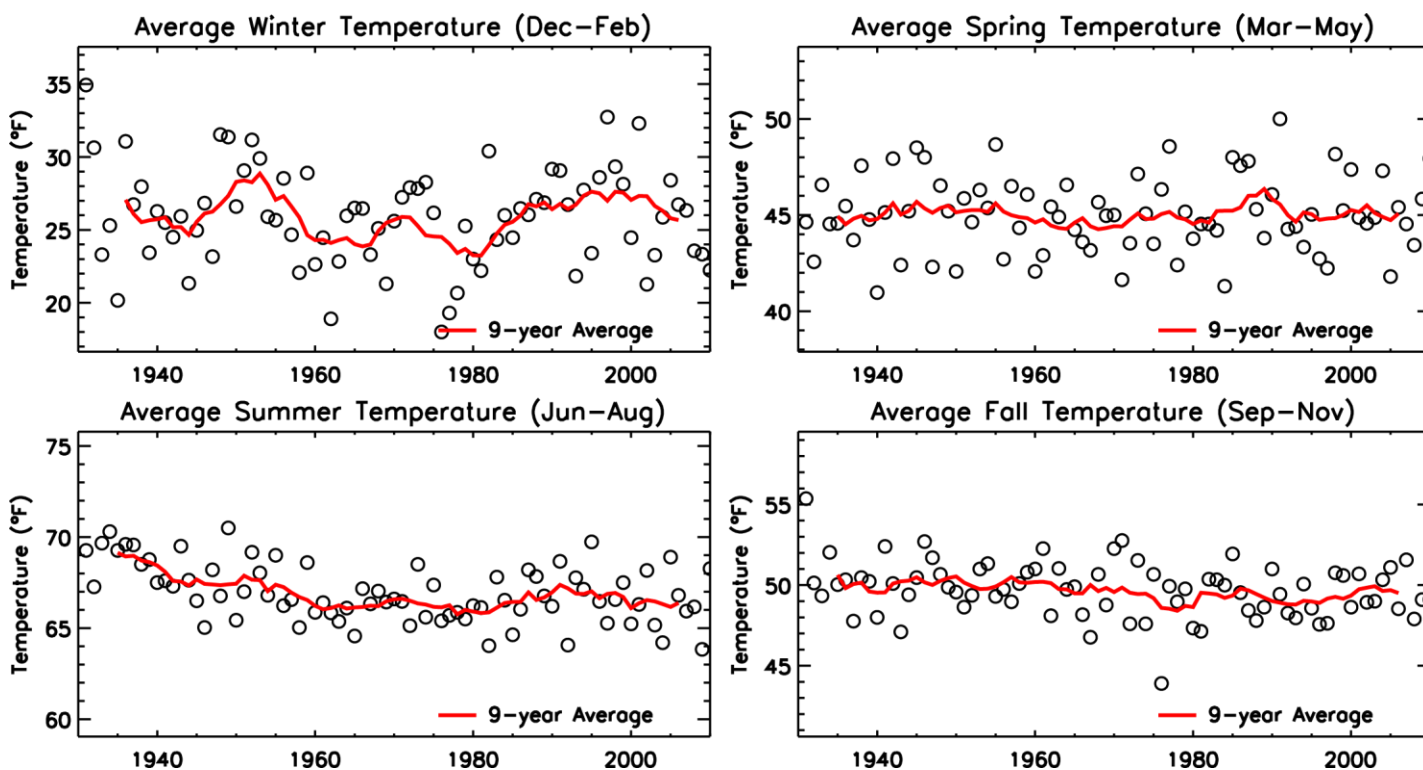 Average Winter Temperature (Dec-Feb)
Temperature (°F)
35
30
25
20
9-year Average
1940
1960
1980
2000
Average Spring Temperature (Mar-May)
Temperature (°F)
50
45
40
9-year Average
1940
1960
1980
2000
Average Summer Temperature (Jun-Aug)
Temperature (°F)
75
70
65
60
9-year Average
1940
1960
1980
2000
Average Fall Temperature (Sep-Nov)
Temperature (°F)
55
50
45
9-year Average
1940
1960
1980
2000